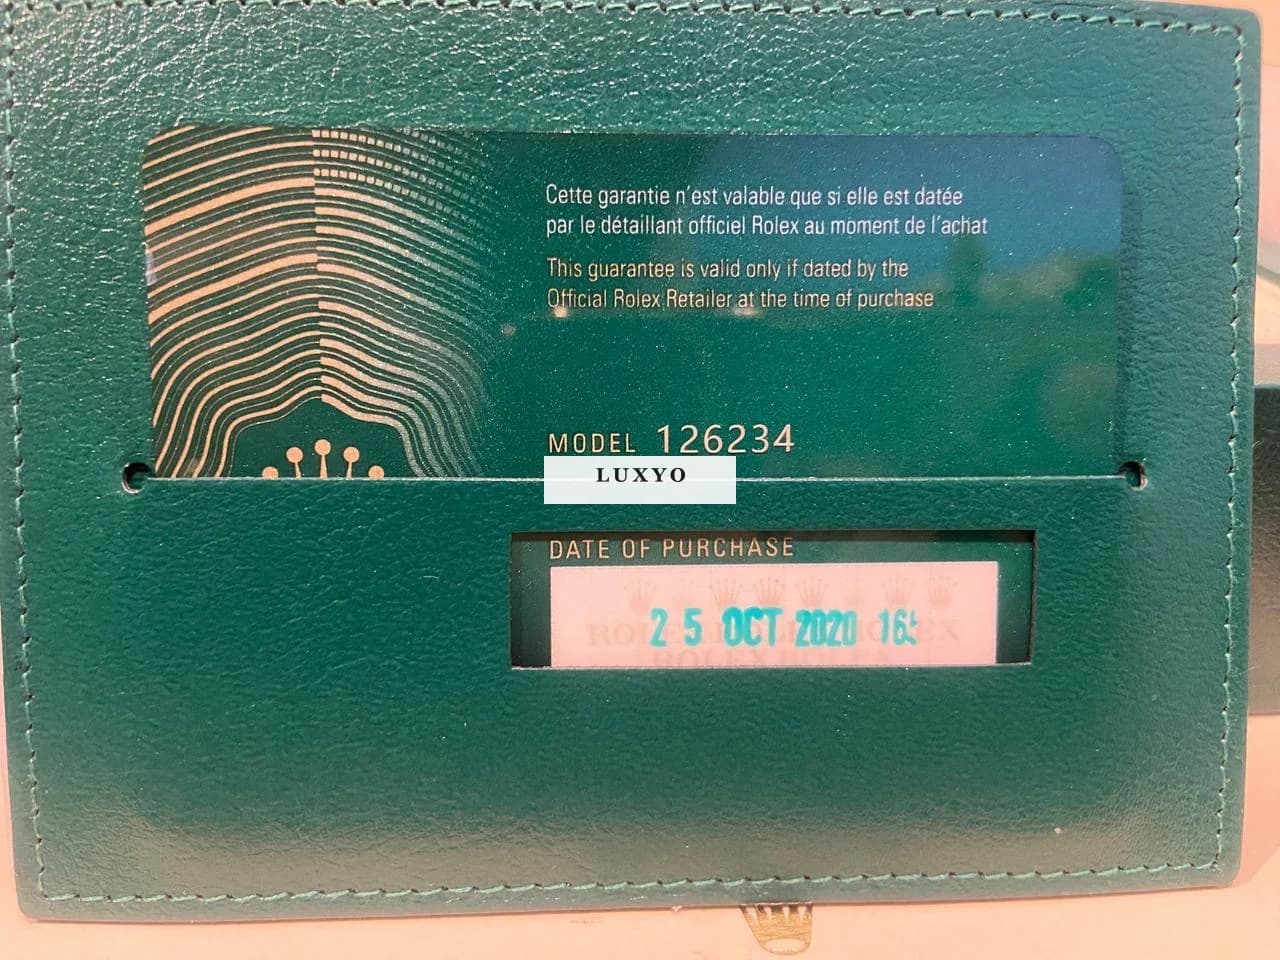 Cette garantie n'est valable que si elle est datée
par le détaillant officiel Rolex au moment de l'achat
This guarantee is valid only if dated by the
Official Rolex Retailer at the time of purchase
MODEL 126234
LUXYO
DATE OF PURCHASE
25 OCT 2020